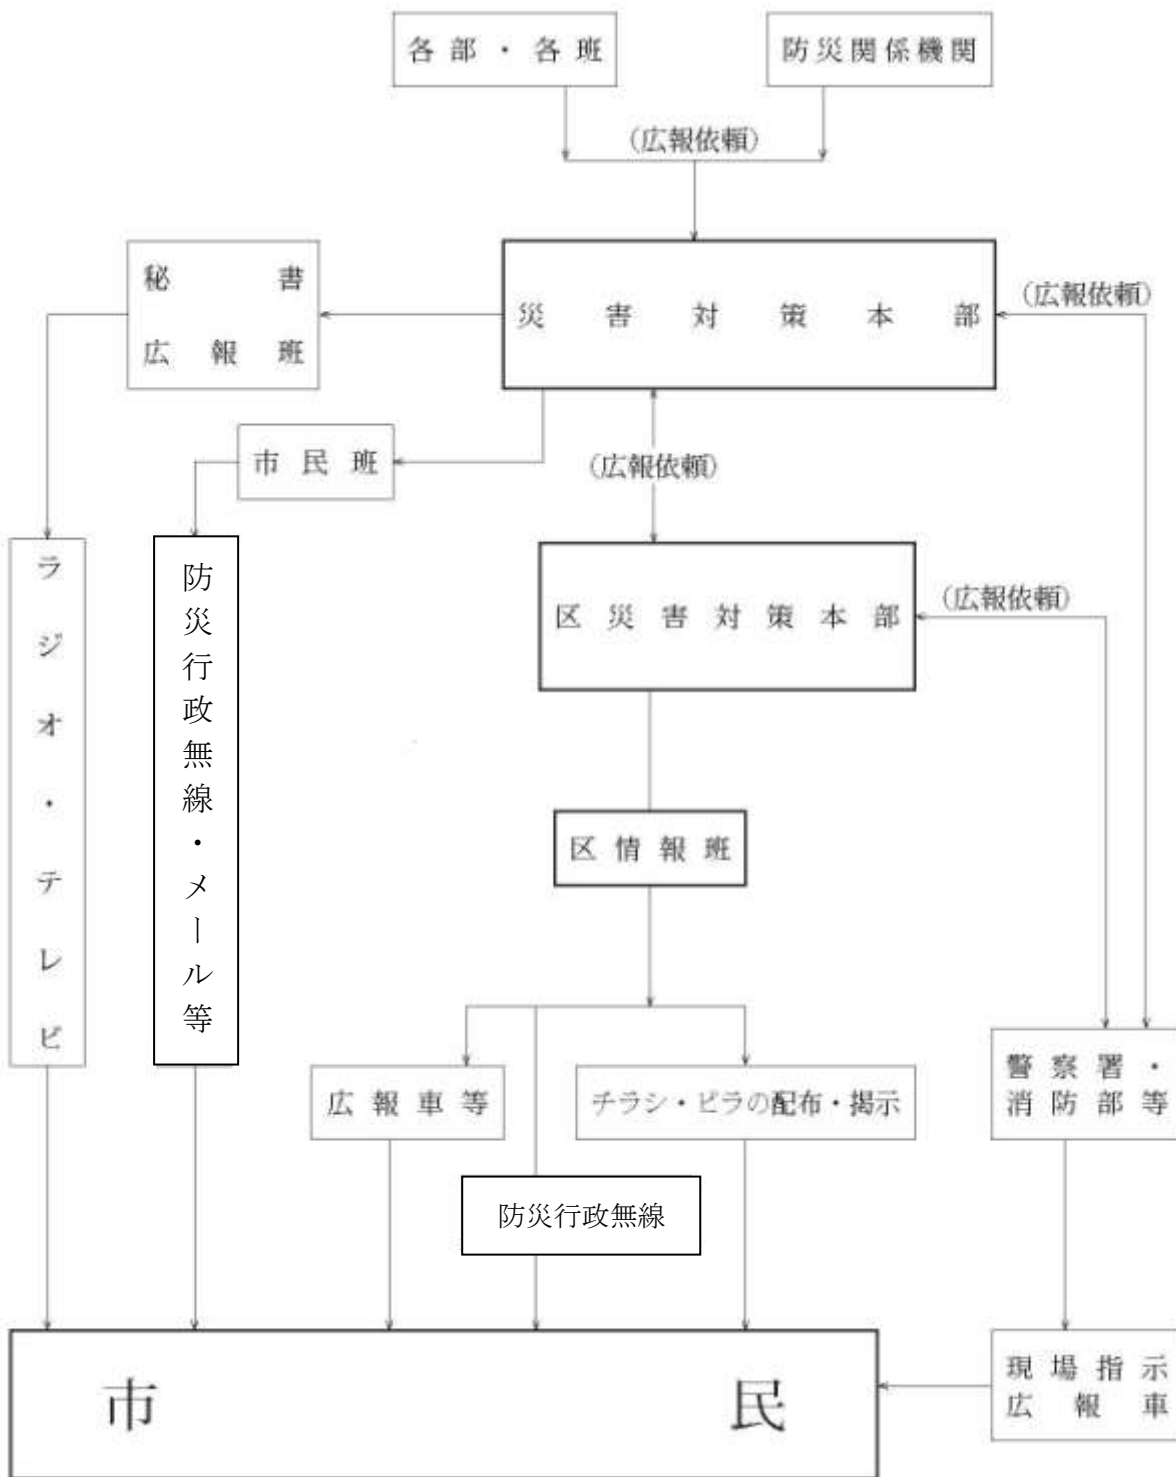 各部・各班
防災関係機関
(広報依頼)
秘書
広報班
災害対策本部
(広報依頼)
市民班
(広報依頼)
ラジオ・テレビ
防災行政無線・メール等
区災害対策本部
(広報依頼)
区情報班
広報車等
チラシ・ビラの配布・掲示
警察署・
消防部等
防災行政無線
市民
現場指示
広報車